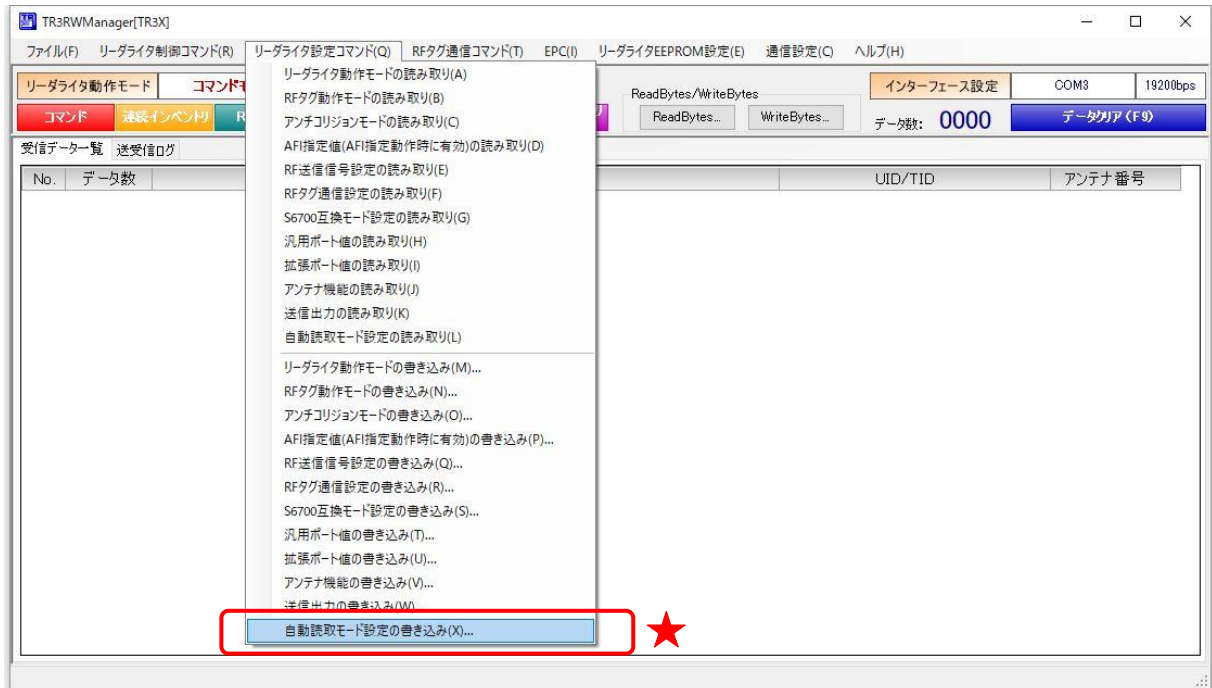 TR3RWManager[TR3X]
ファイル(F) リーダライタ制御コマンド(R) リーダライタ設定コマンド(Q) RFタグ通信コマンド(T) EPC(I) リーダライタEEPROM設定(E) 通信設定(C) ヘルプ(H)
リーダライタ動作モード コマンドモ インターフェース設定 COM3 19200bps
ReadBytes/WriteBytes
コマンド 連続インベントリ R リ ReadBytes... WriteBytes... データ数: 0000 データクリア(F9)
受信データ一覧 送受信ログ
No. データ数 UID/TID アンテナ番号
リーダライタ動作モードの読み取り(A)
RFタグ動作モードの読み取り(B)
アンチコリジョンモードの読み取り(C)
AFI指定値(AFI指定動作時に有効)の読み取り(D)
RF送信信号設定の読み取り(E)
RFタグ通信設定の読み取り(F)
S6700互換モード設定の読み取り(G)
汎用ポート値の読み取り(H)
拡張ポート値の読み取り(I)
アンテナ機能の読み取り(J)
送信出力の読み取り(K)
自動読取モード設定の読み取り(L)
リーダライタ動作モードの書き込み(M)...
RFタグ動作モードの書き込み(N)...
アンチコリジョンモードの書き込み(O)...
AFI指定値(AFI指定動作時に有効)の書き込み(P)...
RF送信信号設定の書き込み(Q)...
RFタグ通信設定の書き込み(R)...
S6700互換モード設定の書き込み(S)...
汎用ポート値の書き込み(T)...
拡張ポート値の書き込み(U)...
アンテナ機能の書き込み(V)...
送信出力の書き込み(W)...
自動読取モード設定の書き込み(X)...